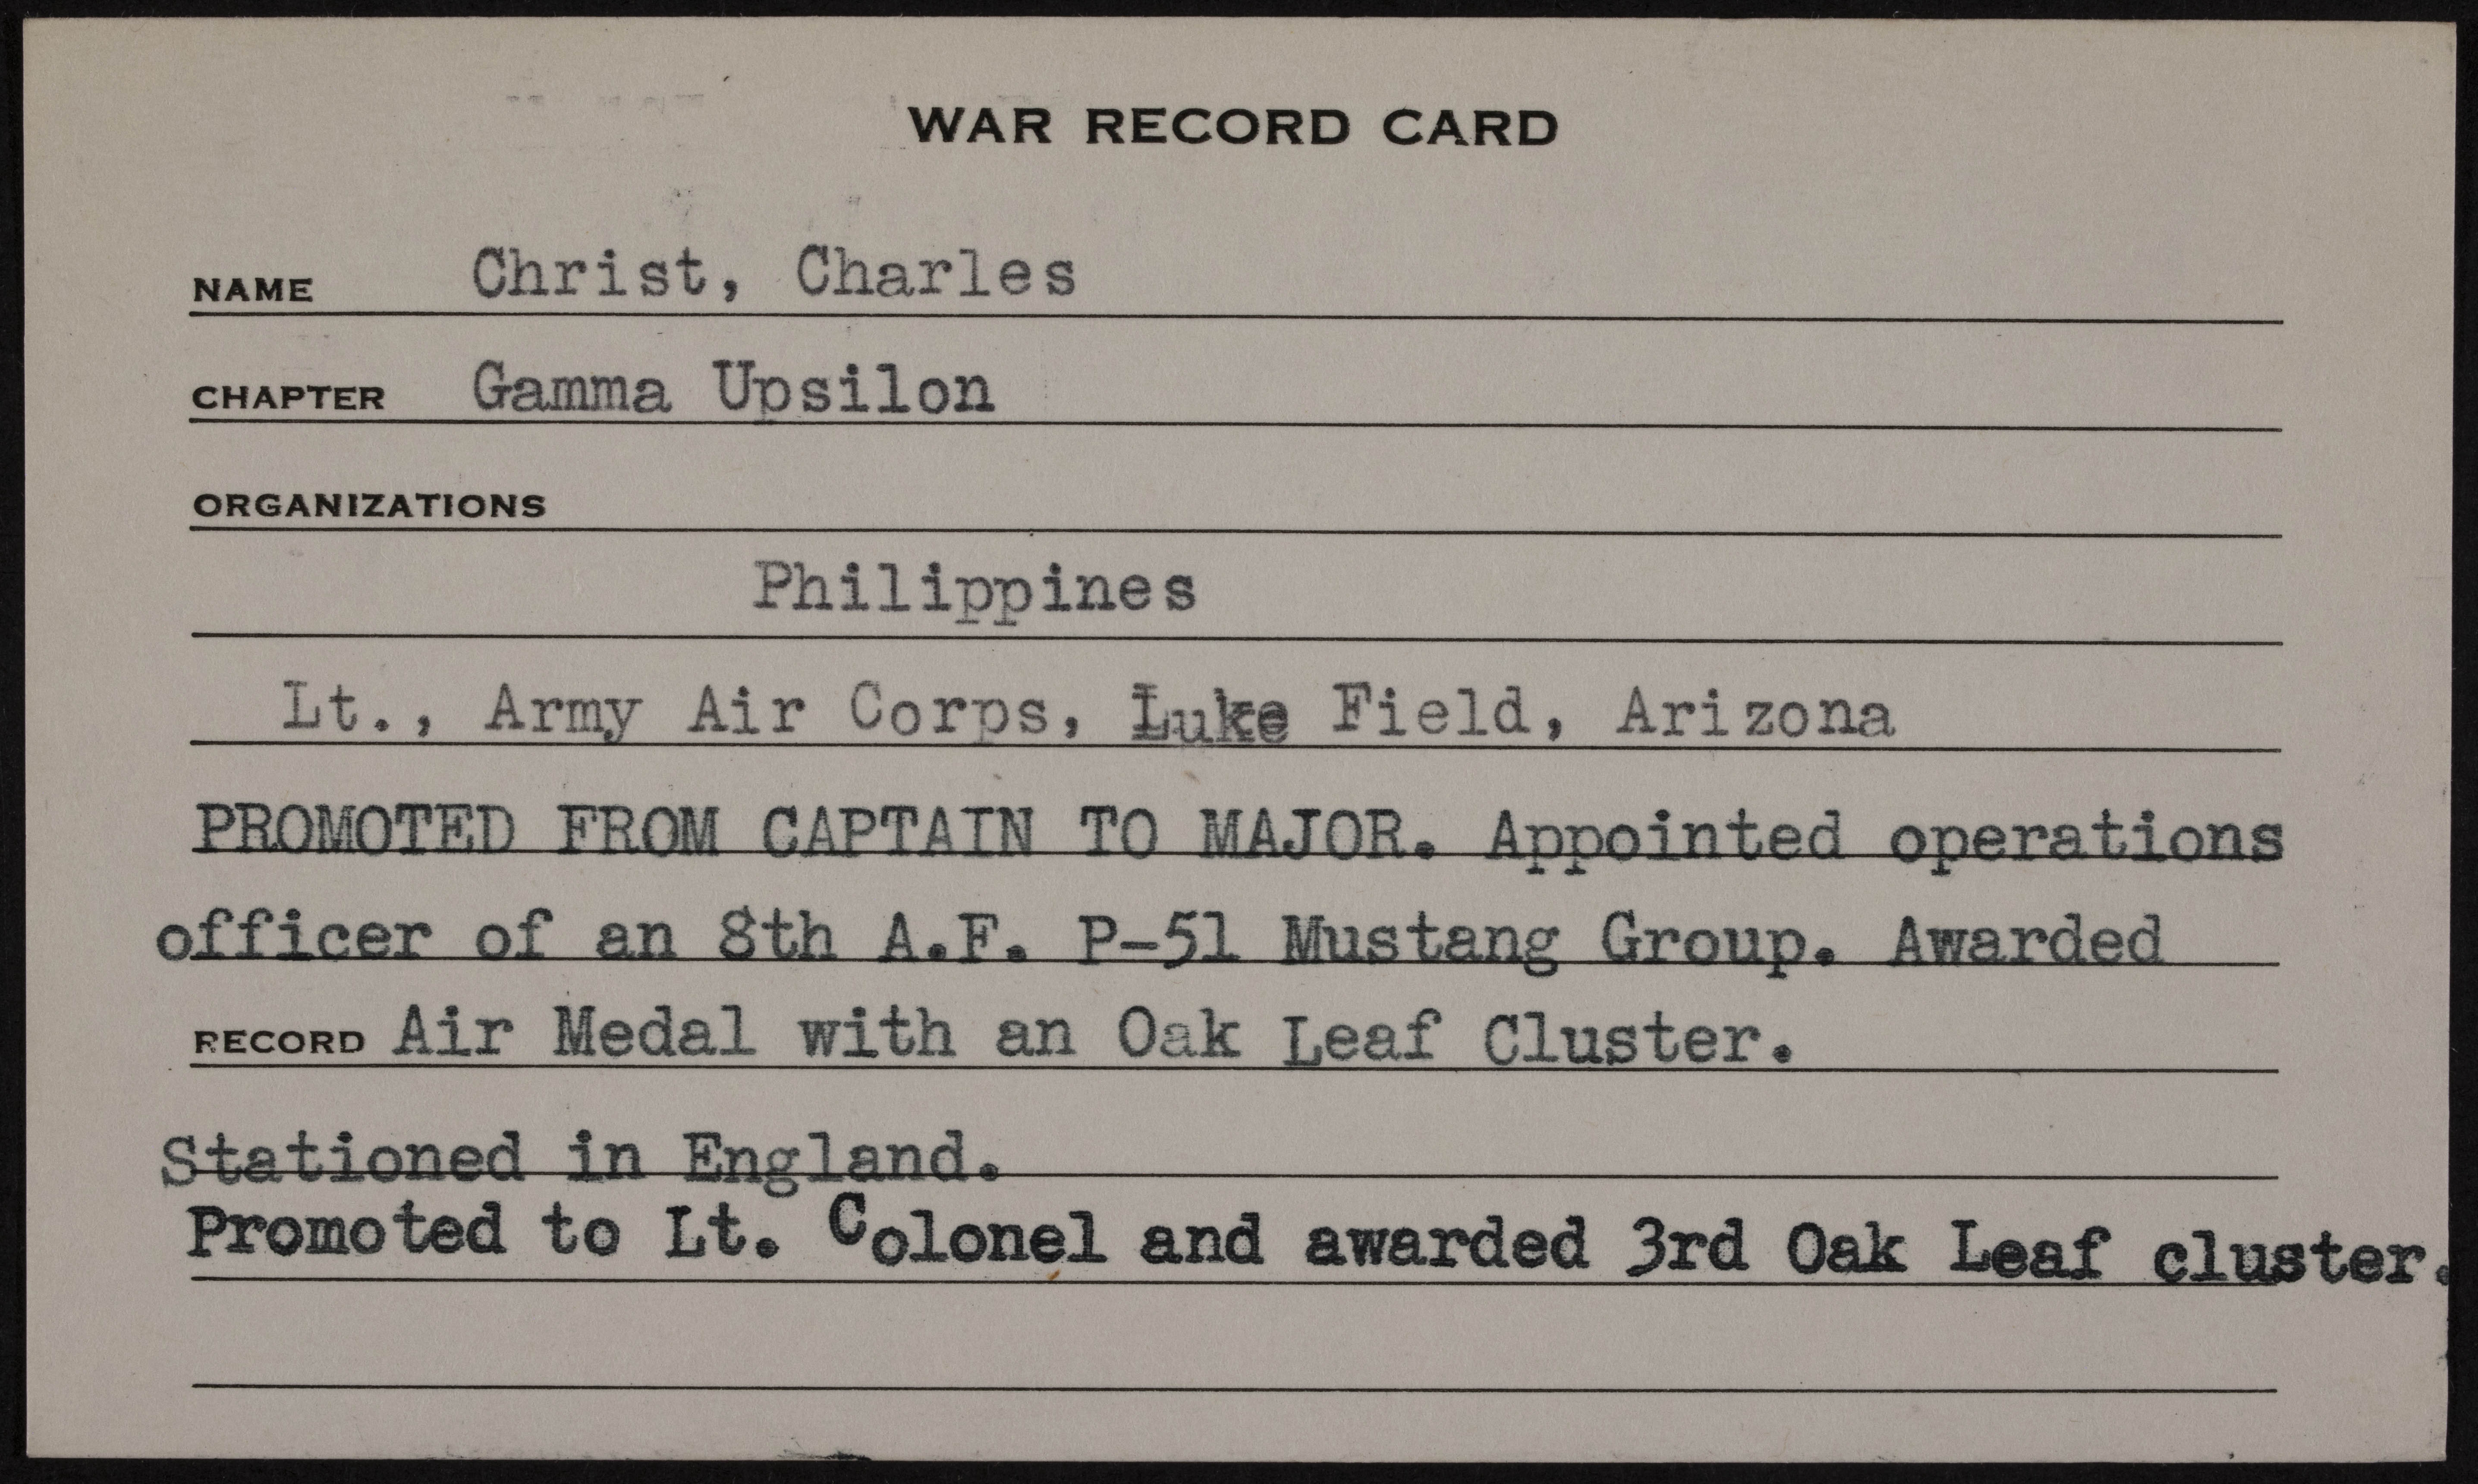 WAR RECORD CARD
NAME Christ, Charles
CHAPTER Gamma Upsilon
ORGANIZATIONS
Philippines
Lt., Army Air Corps, Luke Field, Arizona
PROMOTED FROM CAPTAIN TO MAJOR. Appointed operations
officer of an 8th A.F. P-51 Mustang Group. Awarded
RECORD Air Medal with an Oak Leaf Cluster.
Stationed in England.
Promoted to Lt. Colonel and awarded 3rd Oak Leaf cluster.